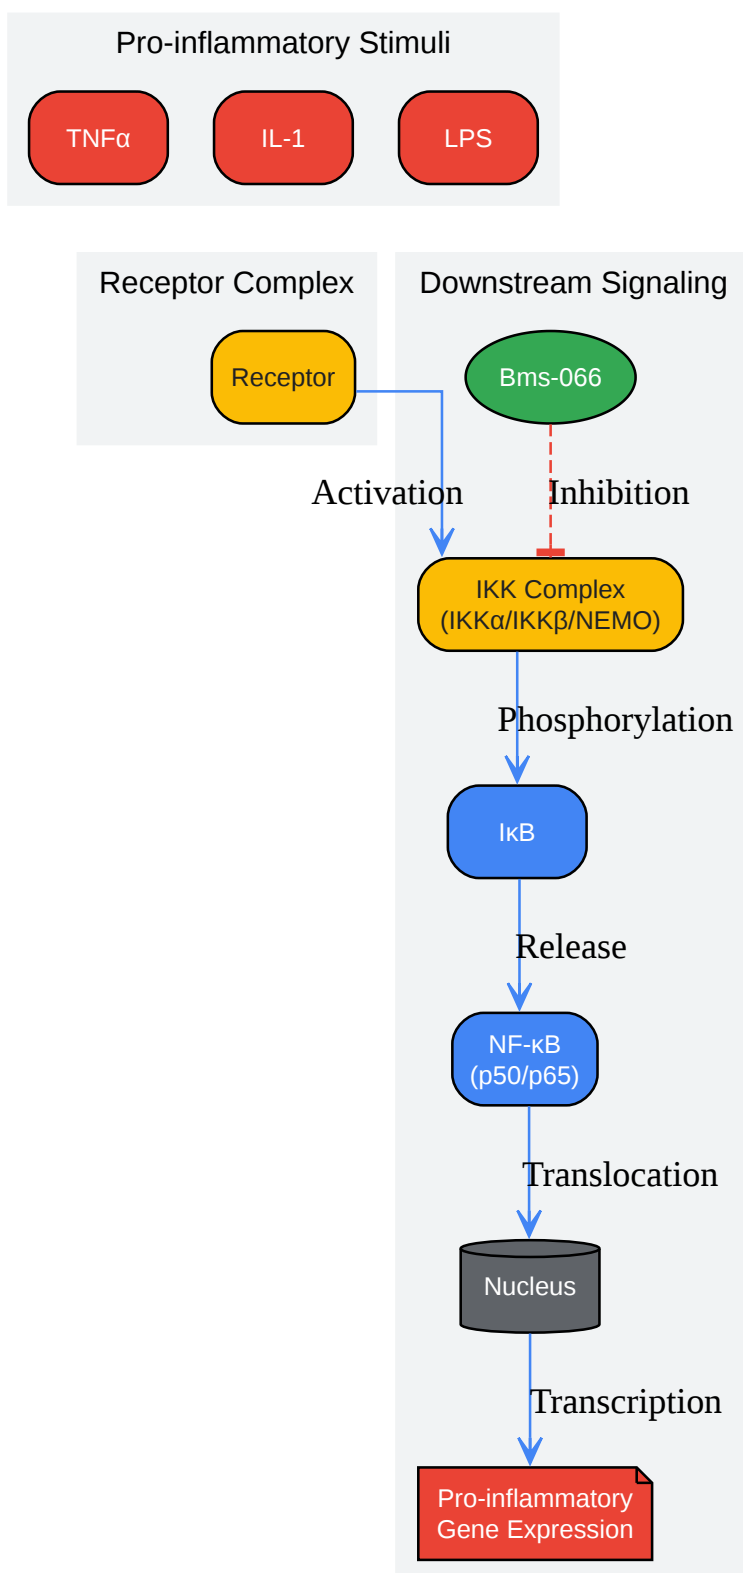 Pro-inflammatory Stimuli
TNFα
IL-1
LPS
Receptor Complex
Downstream Signaling
Receptor
Bms-066
Activation
Inhibition
IKK Complex
(IKKα/IKKβ/NEMO)
Phosphorylation
IκB
Release
NF-κB
(p50/p65)
Translocation
Nucleus
Transcription
Pro-inflammatory
Gene Expression